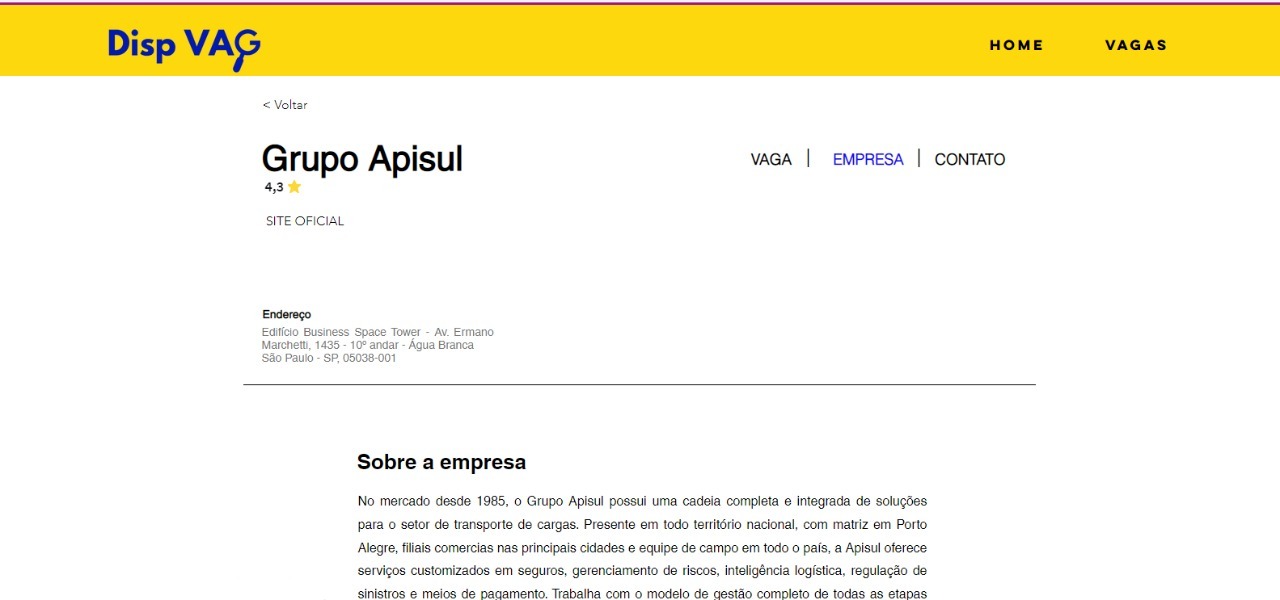 Disp VAG
HOME
VAGAS
< Voltar
Grupo Apisul
4,3
VAGA | EMPRESA | CONTATO
SITE OFICIAL
Endereço
Edifício Business Space Tower - Av. Ermano
Marchetti, 1435 - 10º andar - Água Branca
São Paulo - SP, 05038-001
Sobre a empresa
No mercado desde 1985, o Grupo Apisul possui uma cadeia completa e integrada de soluções
para o setor de transporte de cargas. Presente em todo território nacional, com matriz em Porto
Alegre, filiais comercias nas principais cidades e equipe de campo em todo o país, a Apisul oferece
serviços customizados em seguros, gerenciamento de riscos, inteligência logística, regulação de
sinistros e meios de pagamento. Trabalha com o modelo de gestão completo de todas as etapas